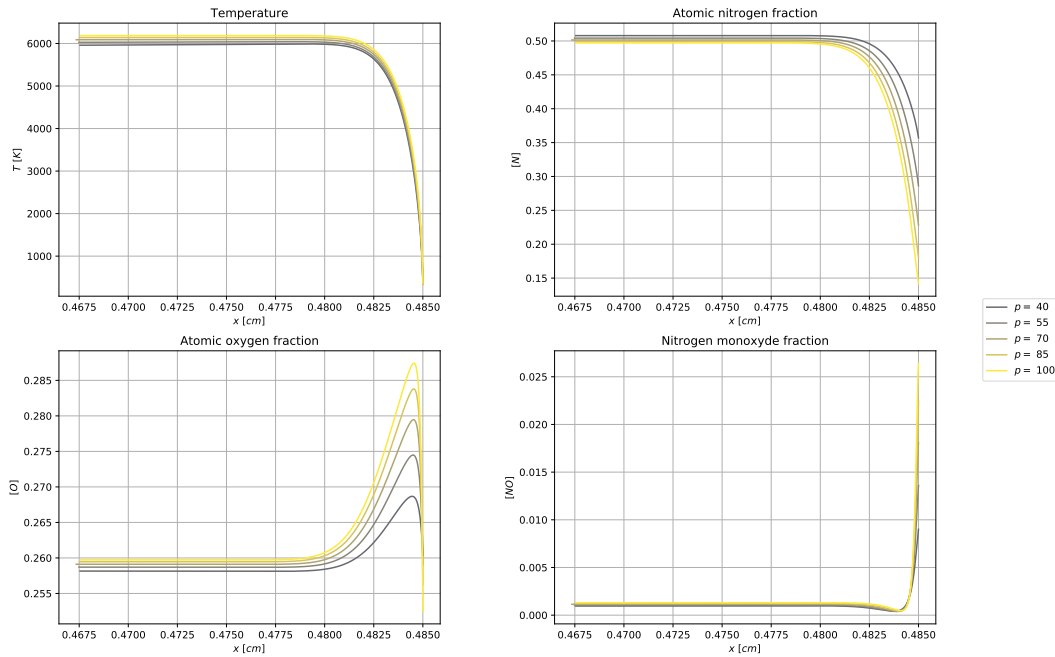 Temperature
T [K]
6000
5000
4000
3000
2000
1000
0.4675 0.4700 0.4725 0.4750 0.4775 0.4800 0.4825 0.4850
x [cm]
Atomic nitrogen fraction
[N]
0.50
0.45
0.40
0.35
0.30
0.25
0.20
0.15
0.4675 0.4700 0.4725 0.4750 0.4775 0.4800 0.4825 0.4850
x [cm]
Atomic oxygen fraction
[O]
0.285
0.280
0.275
0.270
0.265
0.260
0.255
0.4675 0.4700 0.4725 0.4750 0.4775 0.4800 0.4825 0.4850
x [cm]
Nitrogen monoxyde fraction
[NO]
0.025
0.020
0.015
0.010
0.005
0.000
0.4675 0.4700 0.4725 0.4750 0.4775 0.4800 0.4825 0.4850
x [cm]
p = 40
p = 55
p = 70
p = 85
p = 100